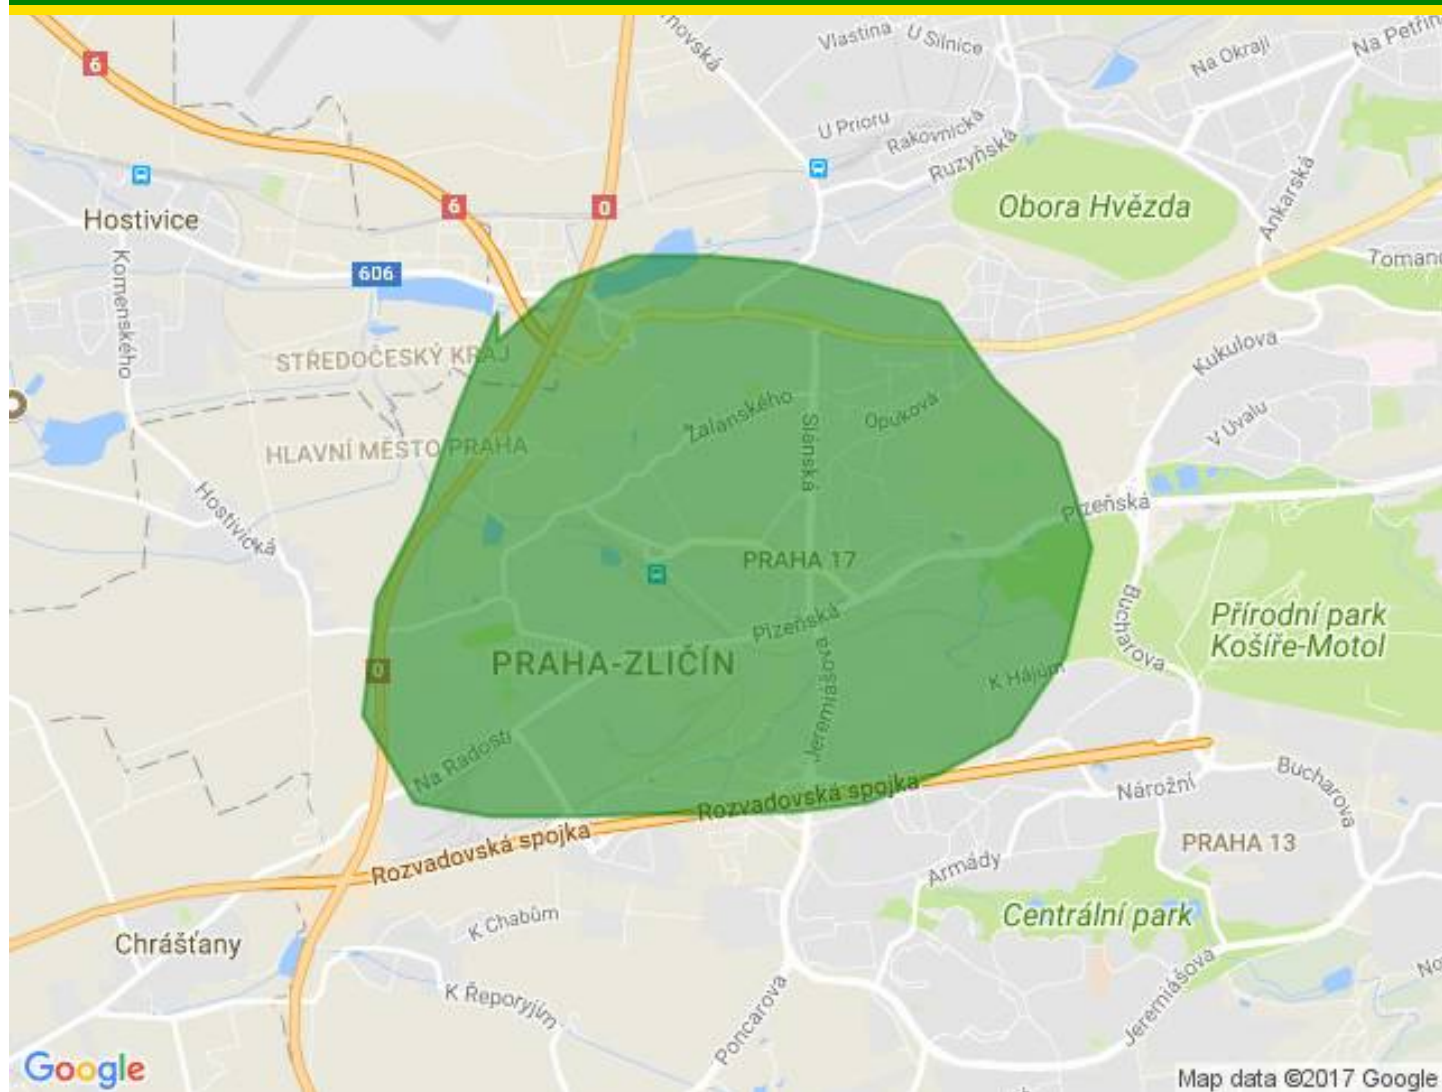 novská
Vlastina
U Silnice
Na Okraji
Na Petřin
6
U Prioru
Rakovnická
Ruzyňská
Ankarská
Hostivice
6
0
Obora Hvězda
Tomano
606
Komenského
STŘEDOČESKÝ KRAJ
Kukulova
Žalanského
Slánská
Opuková
V Úvalu
HLAVNÍ MĚSTO PRAHA
Hostivická
Plzeňská
PRAHA 17
Bucharova
Přírodní park
Košíře-Motol
Plzeňská
PRAHA-ZLIČÍN
0
K Hájům
Jeremiášova
Na Radosti
Rozvadovská spojka
Nárožní
Bucharova
Rozvadovská spojka
Armády
PRAHA 13
Centrální park
K Chabům
Chrášťany
K Řeporyjím
Poncarova
Jeremiášova
No
Google
Map data ©2017 Google